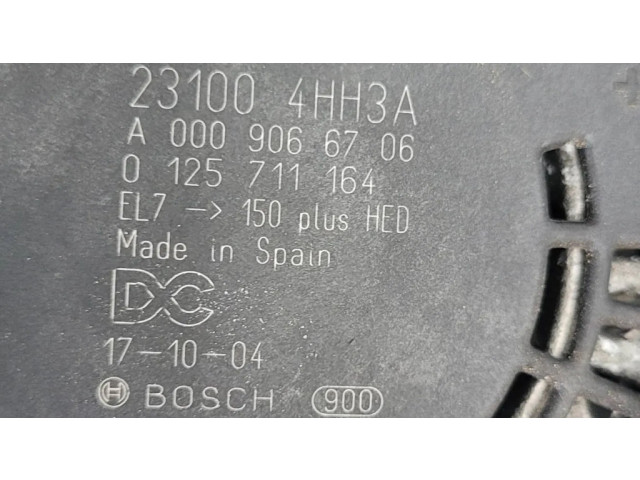 23100 4HH3A
A 000 906 67 06
0 125 711 164
EL7 -> 150 plus HED
Made in Spain
DC
17-10-04
BOSCH 900